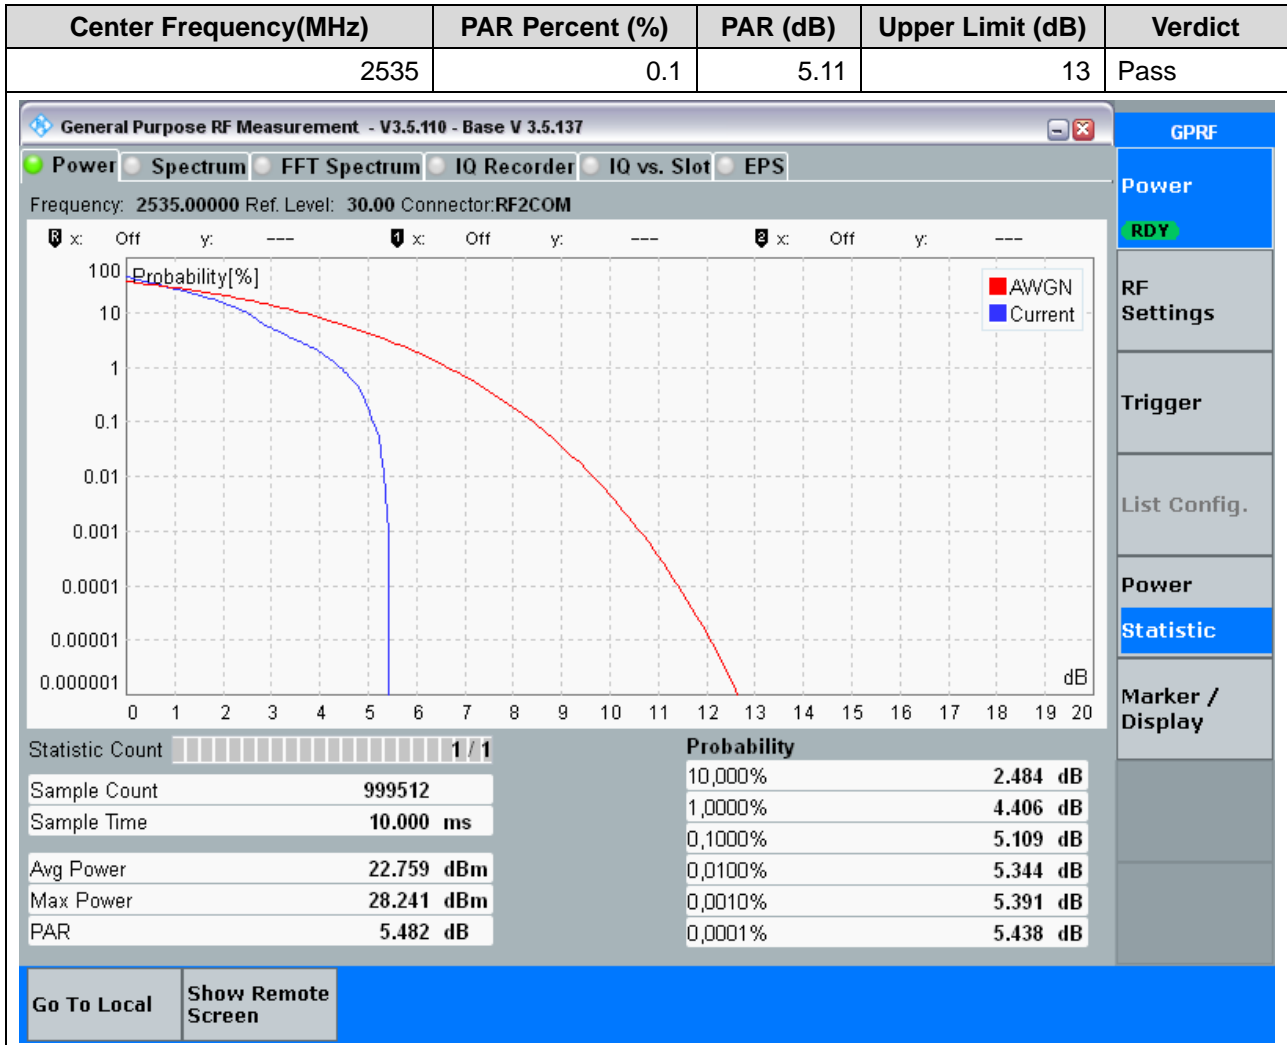 Center Frequency(MHz) PAR Percent (%) PAR (dB) Upper Limit (dB) Verdict
2535 0.1 5.11 13 Pass
General Purpose RF Measurement - V3.5.110 - Base V 3.5.137
GPRF
Power Spectrum FFT Spectrum IQ Recorder IQ vs. Slot EPS
Frequency: 2535.00000 Ref. Level: 30.00 Connector:RF2COM
R x: Off y: --- 1 x: Off y: --- 2 x: Off y: ---
Probability[%]
AWGN
Current
100
10
1
0.1
0.01
0.001
0.0001
0.00001
0.000001
dB
0 1 2 3 4 5 6 7 8 9 10 11 12 13 14 15 16 17 18 19 20
Statistic Count 1 / 1
Sample Count 999512
Sample Time 10.000 ms
Avg Power 22.759 dBm
Max Power 28.241 dBm
PAR 5.482 dB
Probability
10,000% 2.484 dB
1,0000% 4.406 dB
0,1000% 5.109 dB
0,0100% 5.344 dB
0,0010% 5.391 dB
0,0001% 5.438 dB
Power
RDY
RF
Settings
Trigger
List Config.
Power
Statistic
Marker /
Display
Go To Local
Show Remote
Screen